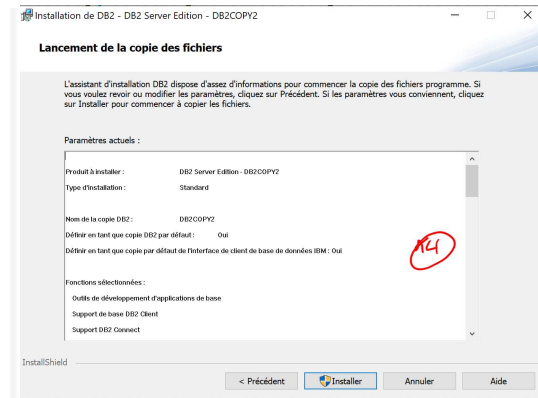 Installation de DB2 - DB2 Server Edition - DB2COPY2
Lancement de la copie des fichiers
L'assistant d'installation DB2 dispose d'assez d'informations pour commencer la copie des fichiers programme. Si
vous voulez revoir ou modifier les paramètres, cliquez sur Précédent. Si les paramètres vous conviennent, cliquez
sur Installer pour commencer à copier les fichiers.
Paramètres actuels :
Produit à installer : DB2 Server Edition - DB2COPY2
Type d'installation : Standard
Nom de la copie DB2 : DB2COPY2
Définir en tant que copie DB2 par défaut : Oui
Définir en tant que copie par défaut de l'interface de client de base de données IBM : Oui
Fonctions sélectionnées :
Outils de développement d'applications de base
Support de base DB2 Client
Support DB2 Connect
InstallShield
< Précédent Installer Annuler Aide